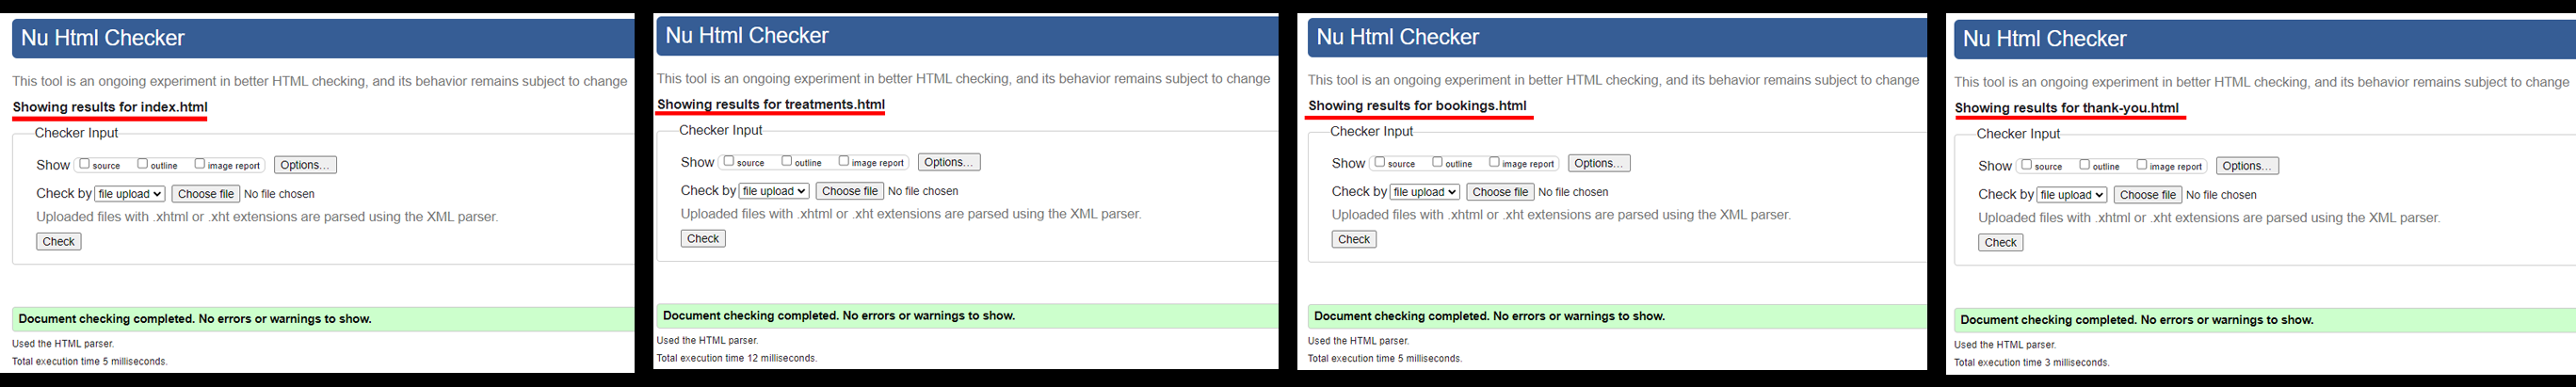 Nu Html Checker
This tool is an ongoing experiment in better HTML checking, and its behavior remains subject to change
Showing results for index.html
Checker Input
Show source outline image report Options...
Check by file upload Choose file No file chosen
Uploaded files with .xhtml or .xht extensions are parsed using the XML parser.
Check
Document checking completed. No errors or warnings to show.
Used the HTML parser.
Total execution time 5 milliseconds.
Nu Html Checker
This tool is an ongoing experiment in better HTML checking, and its behavior remains subject to change
Showing results for treatments.html
Checker Input
Show source outline image report Options...
Check by file upload Choose file No file chosen
Uploaded files with .xhtml or .xht extensions are parsed using the XML parser.
Check
Document checking completed. No errors or warnings to show.
Used the HTML parser.
Total execution time 12 milliseconds.
Nu Html Checker
This tool is an ongoing experiment in better HTML checking, and its behavior remains subject to change
Showing results for bookings.html
Checker Input
Show source outline image report Options...
Check by file upload Choose file No file chosen
Uploaded files with .xhtml or .xht extensions are parsed using the XML parser.
Check
Document checking completed. No errors or warnings to show.
Used the HTML parser.
Total execution time 5 milliseconds.
Nu Html Checker
This tool is an ongoing experiment in better HTML checking, and its behavior remains subject to change
Showing results for thank-you.html
Checker Input
Show source outline image report Options...
Check by file upload Choose file No file chosen
Uploaded files with .xhtml or .xht extensions are parsed using the XML parser.
Check
Document checking completed. No errors or warnings to show.
Used the HTML parser.
Total execution time 3 milliseconds.